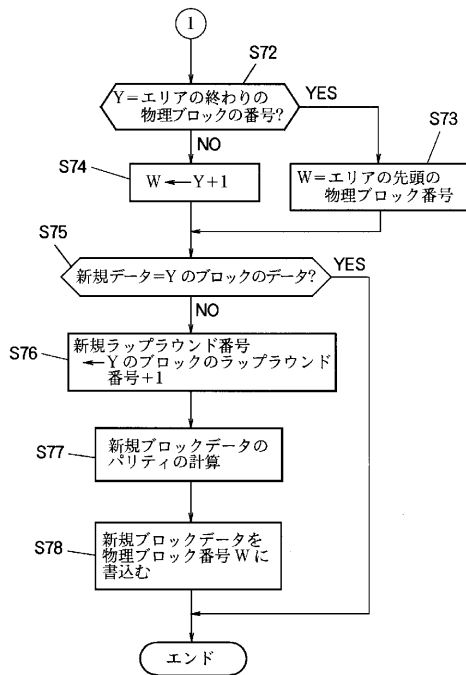 1
S72
Y=エリアの終わりの
物理ブロックの番号?
YES
NO
S73
W=エリアの先頭の
物理ブロック番号
S74
W←Y+1
S75
新規データ=Yのブロックのデータ?
YES
NO
S76
新規ラップラウンド番号
←Yのブロックのラップラウンド
番号+1
S77
新規ブロックデータの
パリティの計算
S78
新規ブロックデータを
物理ブロック番号Wに
書込む
エンド